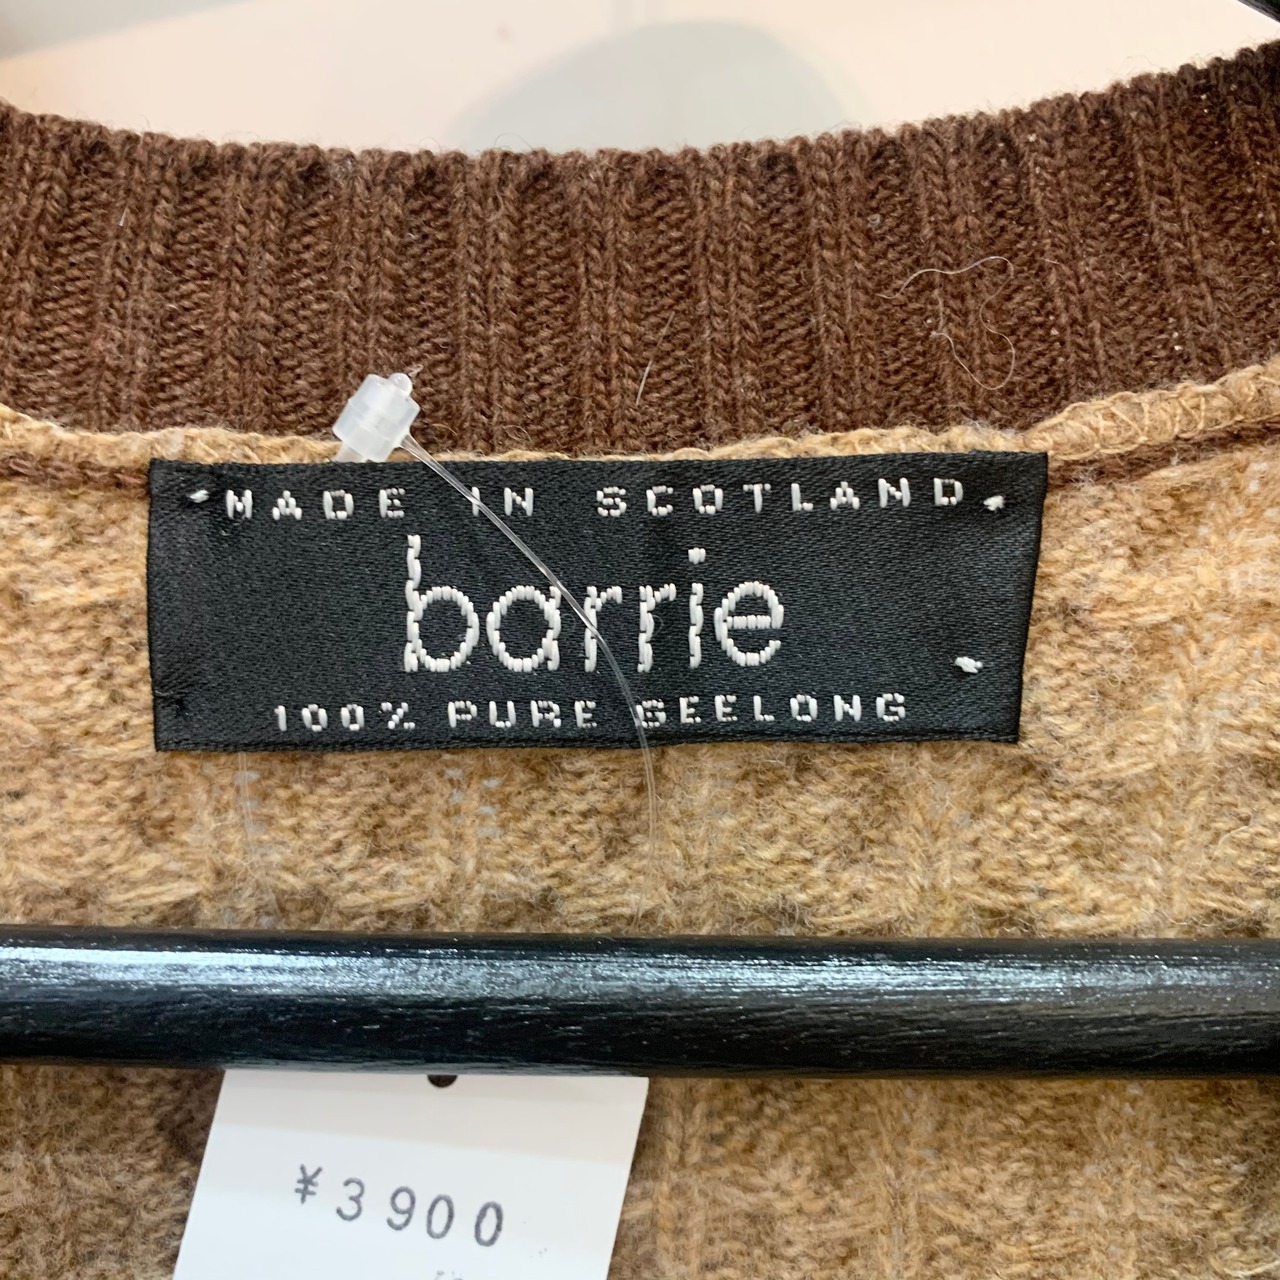 MADE IN SCOTLAND
barrie
100% PURE GEELONG
¥3900